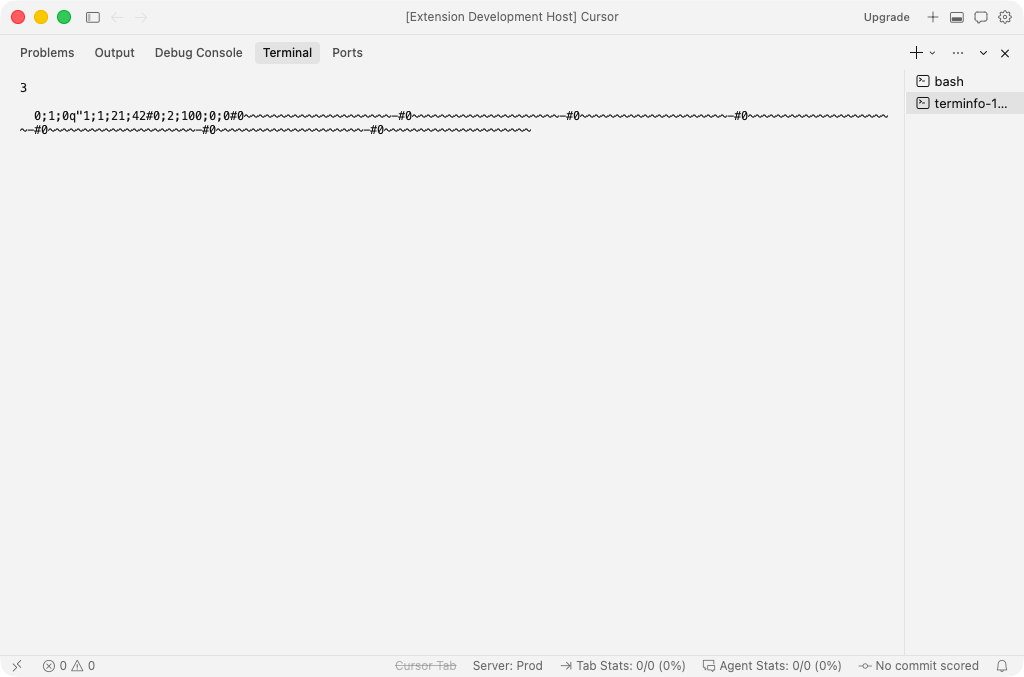 [Extension Development Host] Cursor
Upgrade
Problems Output Debug Console Terminal Ports
3
0;1;0q"1;1;21;42#0;2;100;0;0#0~~~~~~~~~~~~~~~~~~~~~-#0~~~~~~~~~~~~~~~~~~~~~-#0~~~~~~~~~~~~~~~~~~~~~-#0~~~~~~~~~~~~~~~~~~~~
~-#0~~~~~~~~~~~~~~~~~~~~~-#0~~~~~~~~~~~~~~~~~~~~~-#0~~~~~~~~~~~~~~~~~~~~~
bash
terminfo-1...
0 0 Cursor Tab Server: Prod Tab Stats: 0/0 (0%) Agent Stats: 0/0 (0%) No commit scored